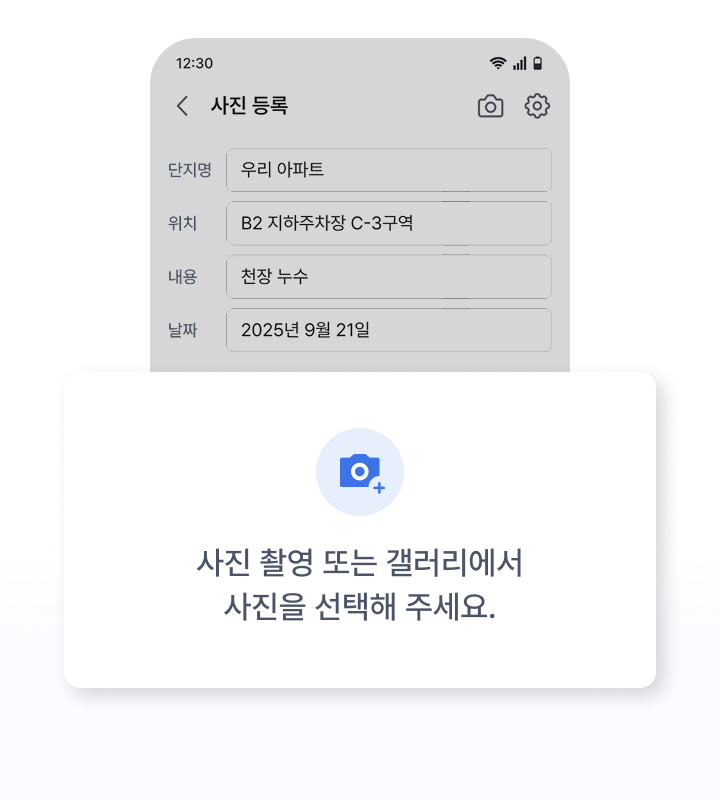 12:30
사진 등록
단지명 우리 아파트
위치 B2 지하주차장 C-3구역
내용 천장 누수
날짜 2025년 9월 21일
사진 촬영 또는 갤러리에서
사진을 선택해 주세요.